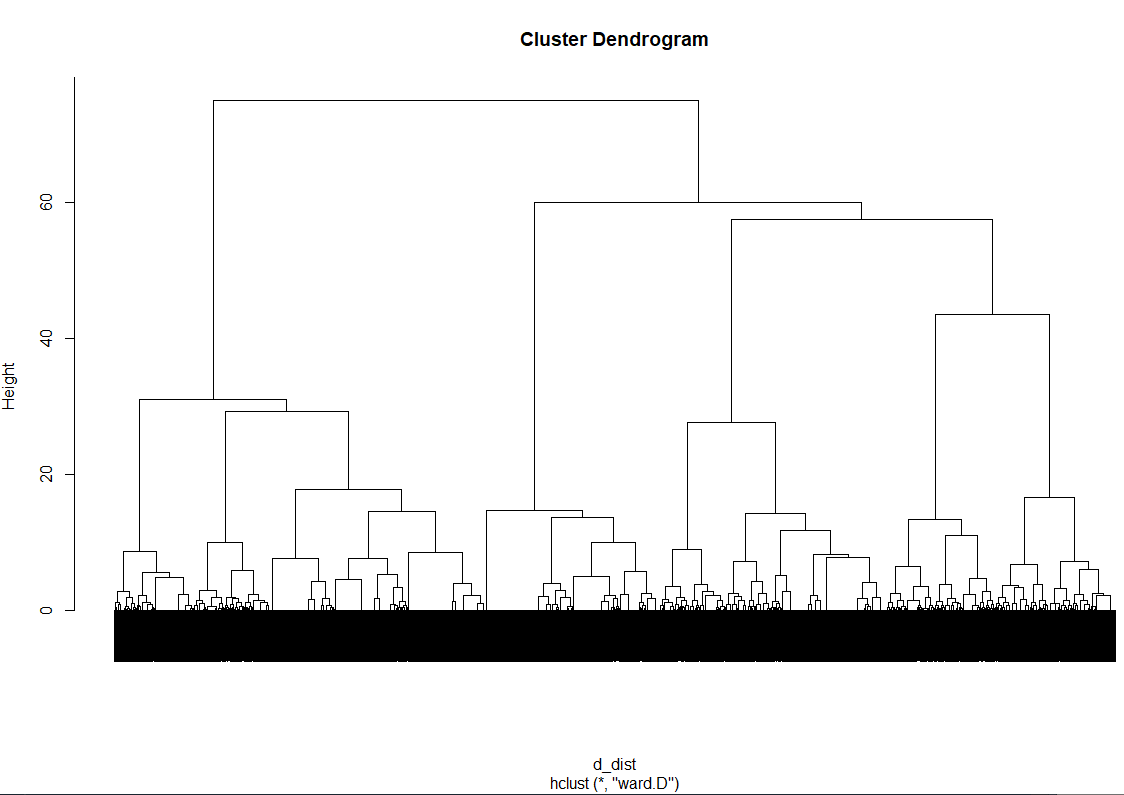 Cluster Dendrogram
Height
60
40
20
0
d_dist
hclust (*, "ward.D")